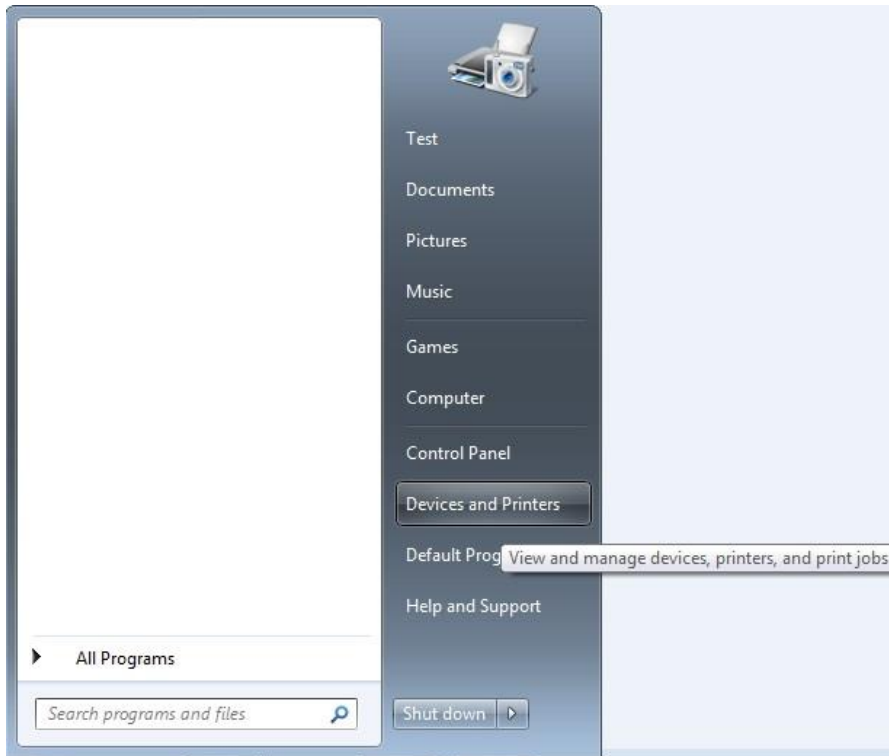 Test
Documents
Pictures
Music
Games
Computer
Control Panel
Devices and Printers
Default Prog
View and manage devices, printers, and print jobs
Help and Support
All Programs
Search programs and files
Shut down